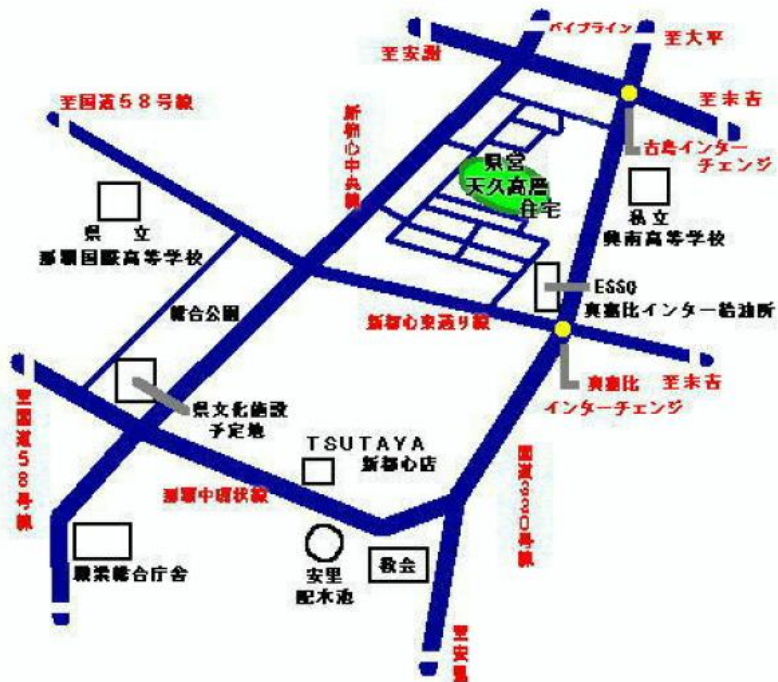 パイプライン
至大平
至安謝
至国道58号線
至末吉
新都心中央線
古島インター
チェンジ
県営
天久高層
住宅
県 立
那覇国際高等学校
私立
興南高等学校
ESSO
真嘉比インター給油所
総合公園
新都心東通り線
至末吉
真嘉比
インターチェンジ
県文化施設
予定地
至国道58号線
TSUTAYA
新都心店
国道330号線
那覇中環状線
職業総合庁舎
安里
配水池
教会
至安里